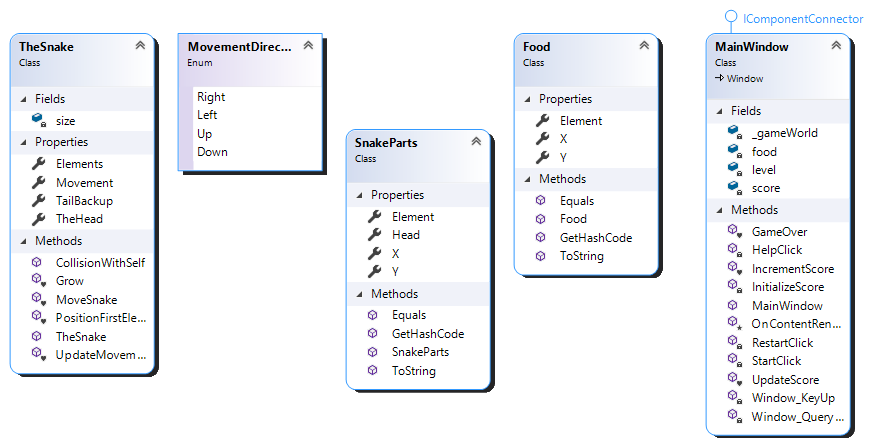 TheSnake
Class
Fields
size
Properties
Elements
Movement
TailBackup
TheHead
Methods
CollisionWithSelf
Grow
MoveSnake
PositionFirstEle...
TheSnake
UpdateMovem...
MovementDirec...
Enum
Right
Left
Up
Down
SnakeParts
Class
Properties
Element
Head
X
Y
Methods
Equals
GetHashCode
SnakeParts
ToString
Food
Class
Properties
Element
X
Y
Methods
Equals
Food
GetHashCode
ToString
IComponentConnector
MainWindow
Class
Window
Fields
_gameWorld
food
level
score
Methods
GameOver
HelpClick
IncrementScore
InitializeScore
MainWindow
OnContentRen...
RestartClick
StartClick
UpdateScore
Window_KeyUp
Window_Query...